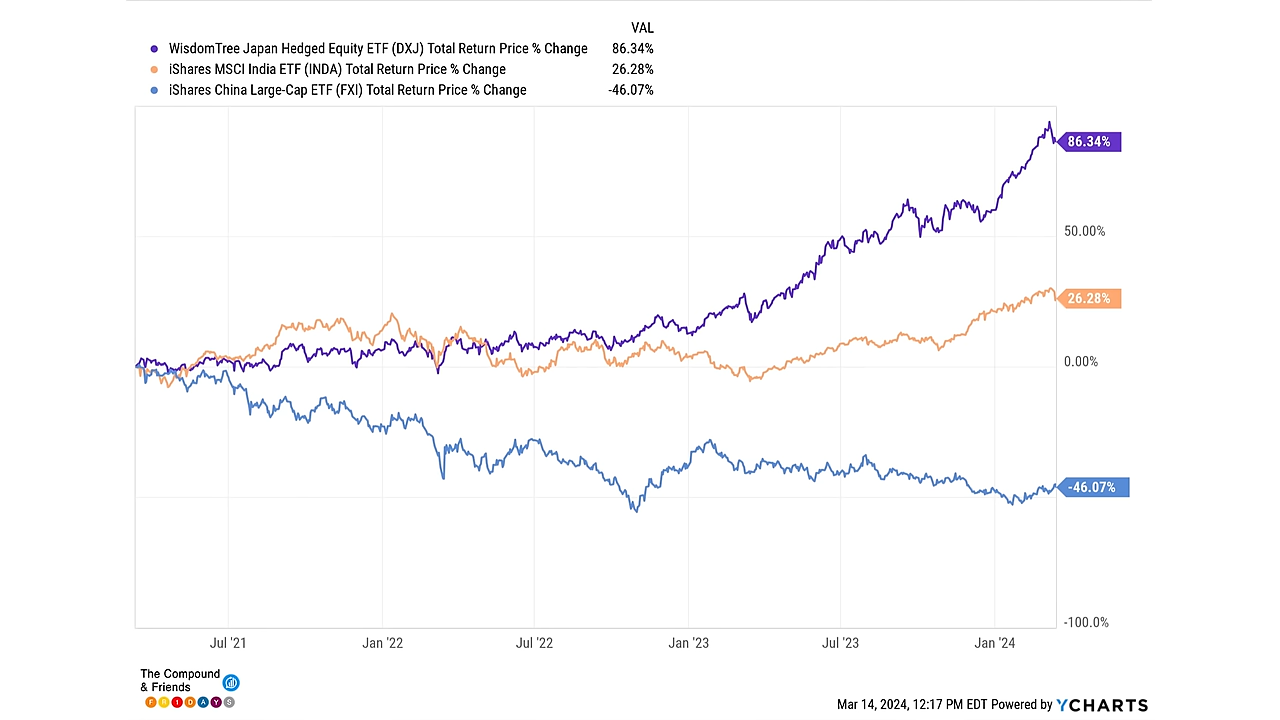 VAL
WisdomTree Japan Hedged Equity ETF (DXJ) Total Return Price % Change 86.34%
iShares MSCI India ETF (INDA) Total Return Price % Change 26.28%
iShares China Large-Cap ETF (FXI) Total Return Price % Change -46.07%
86.34%
50.00%
26.28%
0.00%
-46.07%
-100.0%
Jul '21 Jan '22 Jul '22 Jan '23 Jul '23 Jan '24
The Compound
& Friends
FRIDAYS
Mar 14, 2024, 12:17 PM EDT Powered by YCHARTS